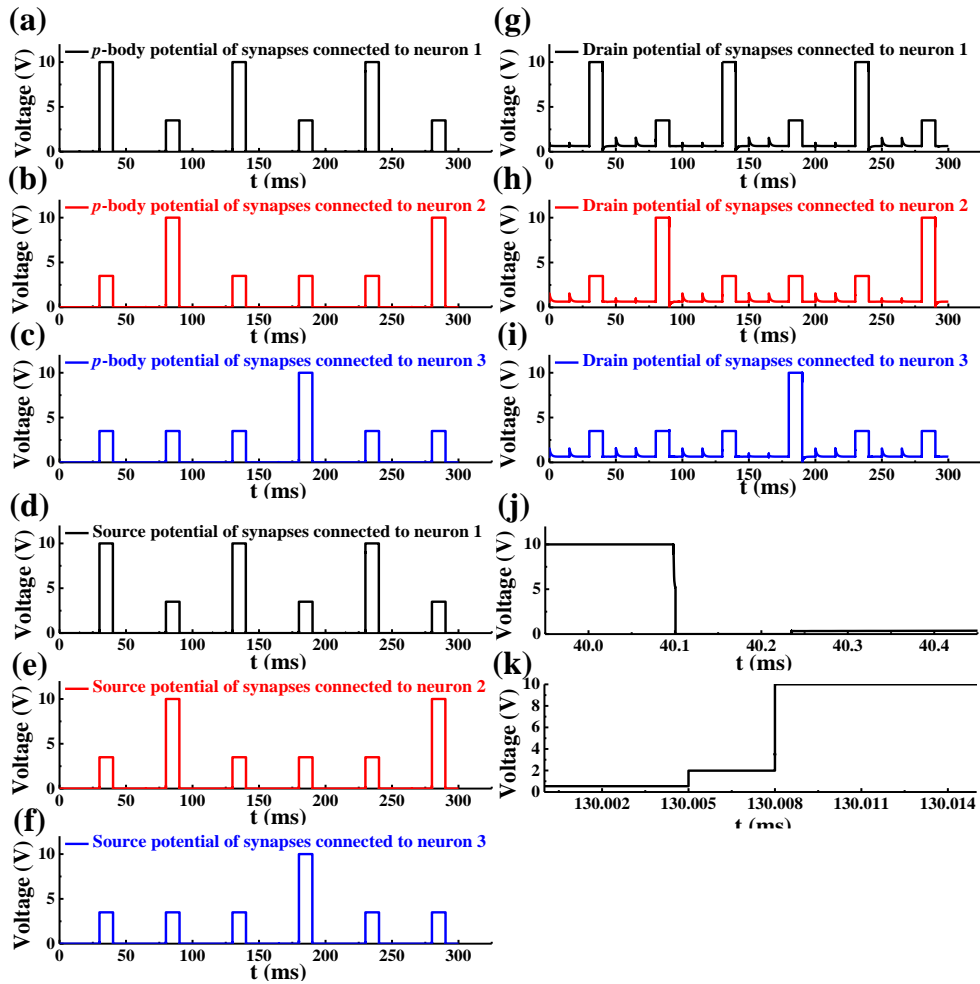 (a)
p-body potential of synapses connected to neuron 1
Voltage (V)
10
5
0
0 50 100 150 200 250 300
t (ms)
(b)
p-body potential of synapses connected to neuron 2
Voltage (V)
10
5
0
0 50 100 150 200 250 300
t (ms)
(c)
p-body potential of synapses connected to neuron 3
Voltage (V)
10
5
0
0 50 100 150 200 250 300
t (ms)
(d)
Source potential of synapses connected to neuron 1
Voltage (V)
10
5
0
0 50 100 150 200 250 300
t (ms)
(e)
Source potential of synapses connected to neuron 2
Voltage (V)
10
5
0
0 50 100 150 200 250 300
t (ms)
(f)
Source potential of synapses connected to neuron 3
Voltage (V)
10
5
0
0 50 100 150 200 250 300
t (ms)
(g)
Drain potential of synapses connected to neuron 1
Voltage (V)
10
5
0
0 50 100 150 200 250 300
t (ms)
(h)
Drain potential of synapses connected to neuron 2
Voltage (V)
10
5
0
0 50 100 150 200 250 300
t (ms)
(i)
Drain potential of synapses connected to neuron 3
Voltage (V)
10
5
0
0 50 100 150 200 250 300
t (ms)
(j)
Voltage (V)
10
5
0
40.0 40.1 40.2 40.3 40.4
t (ms)
(k)
Voltage (V)
10
8
6
4
2
0
130.002 130.005 130.008 130.011 130.014
t (ms)